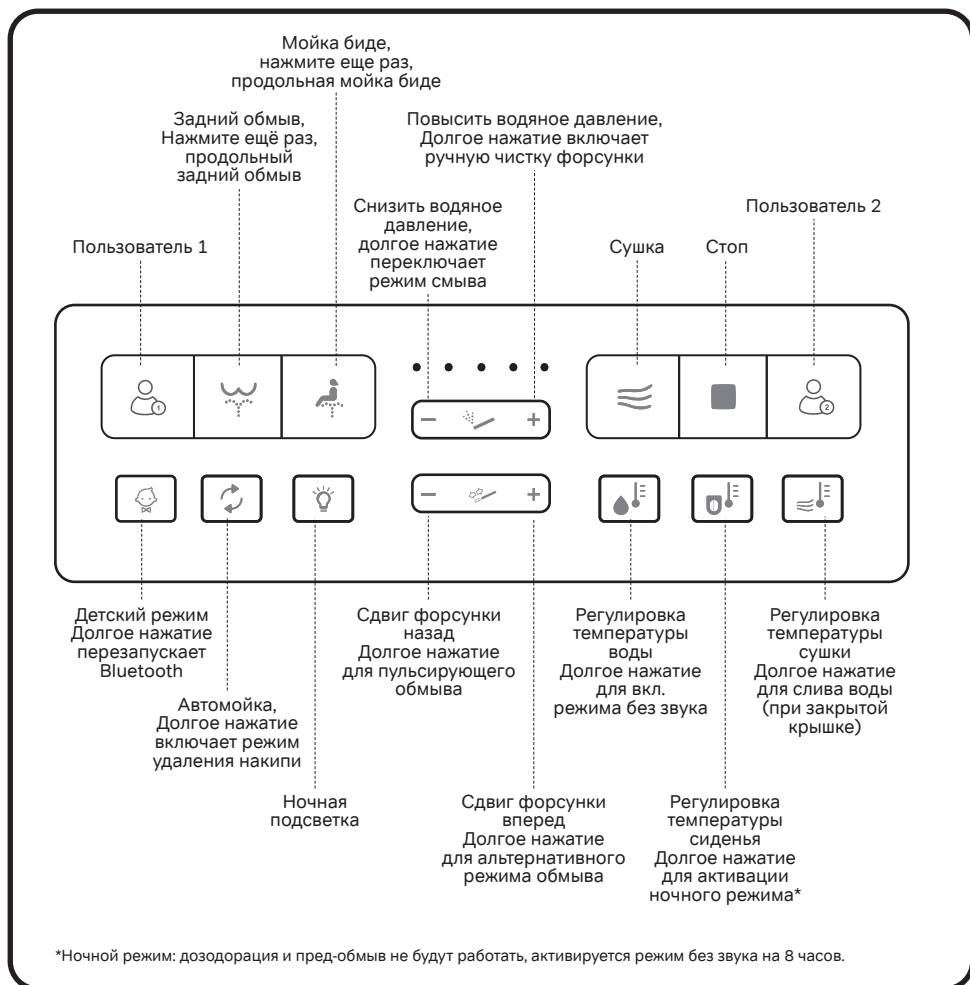 Мойка биде,
нажмите еще раз,
продольная мойка биде
Задний обмыв,
Нажмите ещё раз,
продольный
задний обмыв
Повысить водяное давление,
Долгое нажатие включает
ручную чистку форсунки
Снизить водяное
давление,
долгое нажатие
переключает
режим смыва
Пользователь 1
Сушка
Стоп
Пользователь 2
1
2
Детский режим
Долгое нажатие
перезапускает
Bluetooth
Автомойка,
Долгое нажатие
включает режим
удаления накипи
Ночная
подсветка
Сдвиг форсунки
назад
Долгое нажатие
для пульсирующего
обмыва
Сдвиг форсунки
вперед
Долгое нажатие
для альтернативного
режима обмыва
Регулировка
температуры
воды
Долгое нажатие
для вкл.
режима без звука
Регулировка
температуры
сиденья
Долгое нажатие
для активации
ночного режима*
Регулировка
температуры
сушки
Долгое нажатие
для слива воды
(при закрытой
крышке)
*Ночной режим: дозодорация и пред-обмыв не будут работать, активируется режим без звука на 8 часов.